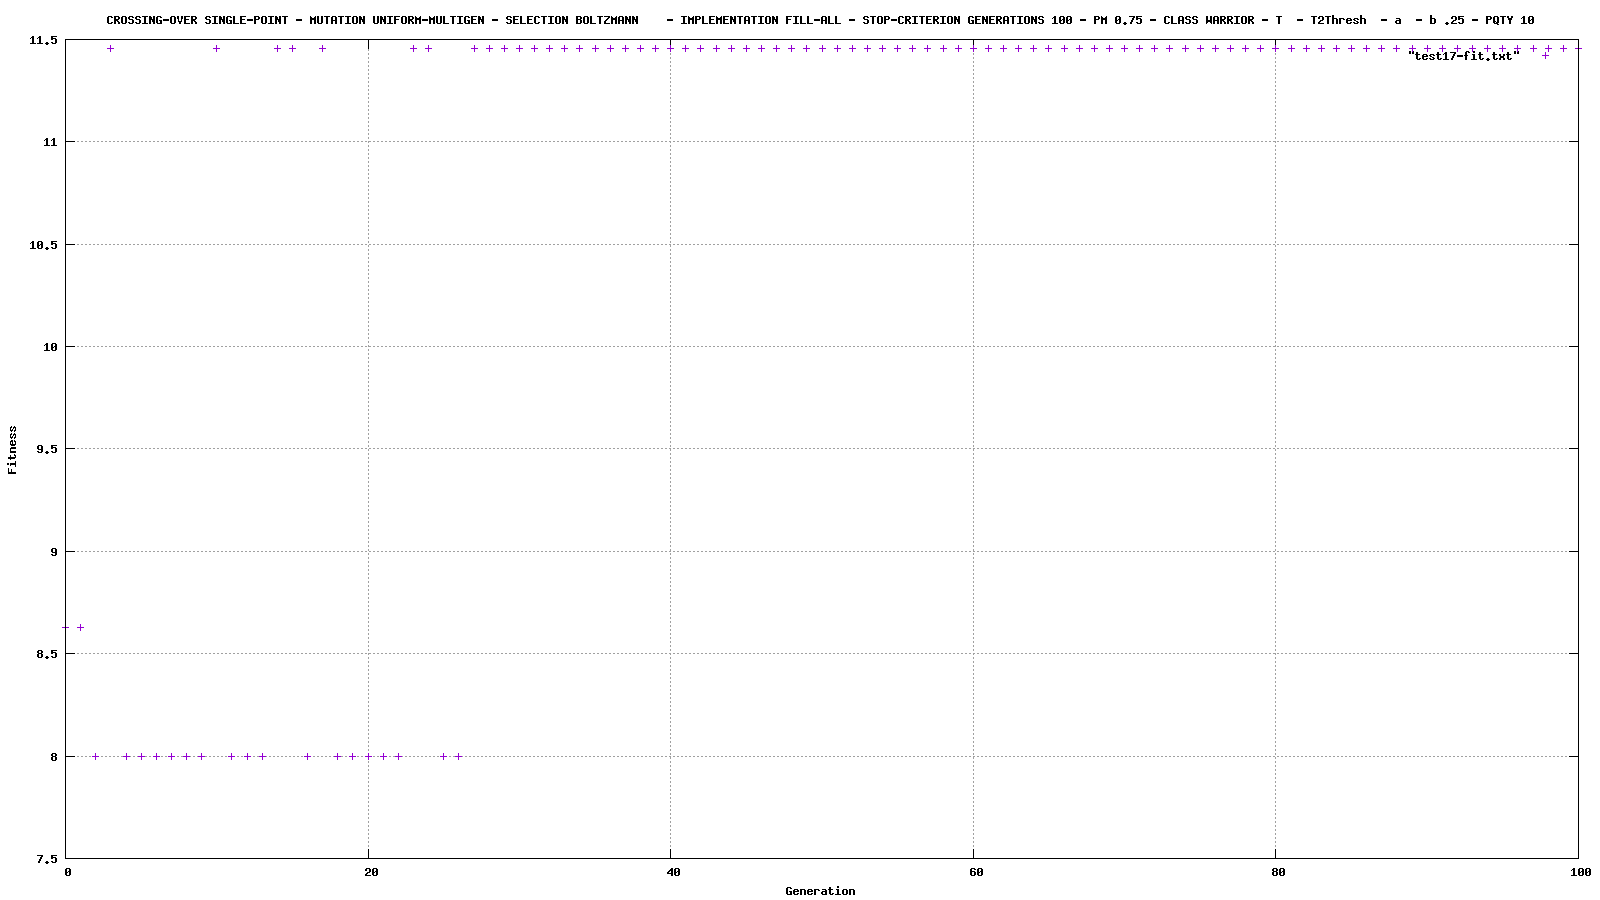 CROSSING-OVER SINGLE-POINT - MUTATION UNIFORM-MULTIGEN - SELECTION BOLTZMANN    - IMPLEMENTATION FILL-ALL - STOP-CRITERION GENERATIONS 100 - PM 0.75 - CLASS WARRIOR - T  - T2Thresh  - a  - b .25 - PQTY 10
11.5
"test17-fit.txt"
11
10.5
10
9.5
Fitness
9
8.5
8
7.5
0 20 40 60 80 100
Generation